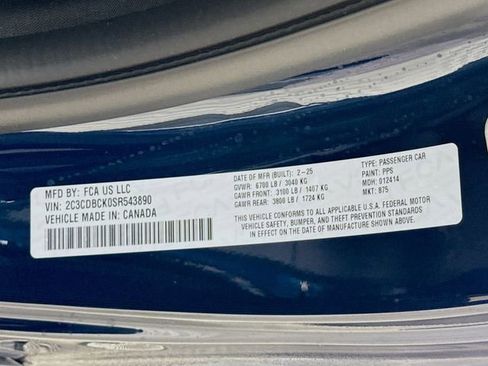 MFD BY: FCA US LLC
VIN: 2C3CDBCK0SR543890
VEHICLE MADE IN: CANADA
DATE OF MFR (BUILT): 2-25
GVWR: 6700 LB / 3040 KG
GAWR FRONT: 3100 LB / 1407 KG
GAWR REAR: 3800 LB / 1724 KG
TYPE: PASSENGER CAR
PAINT: PPS
MDH: 012414
MKT: B75
THIS VEHICLE CONFORMS TO ALL APPLICABLE U.S.A. FEDERAL MOTOR
VEHICLE SAFETY, BUMPER, AND THEFT PREVENTION STANDARDS IN
EFFECT ON THE DATE OF MANUFACTURE SHOWN ABOVE.